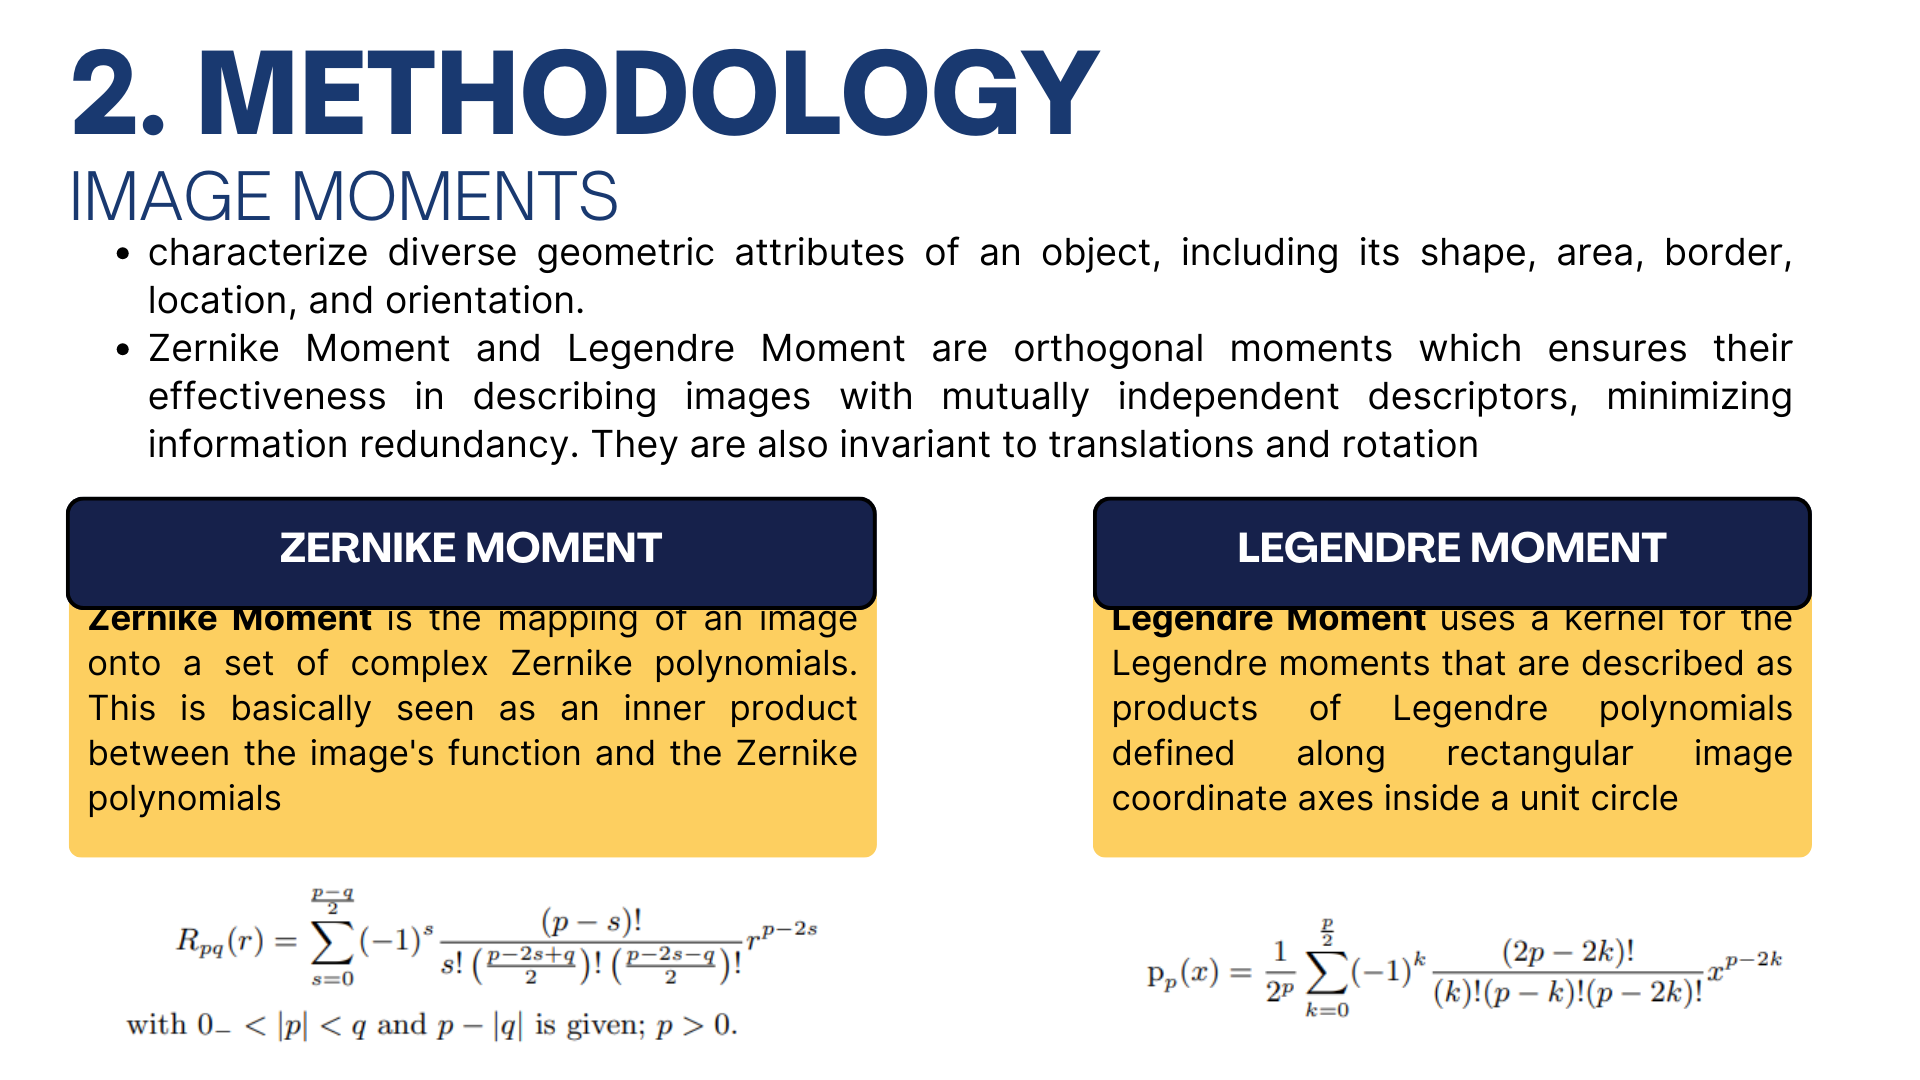 2. METHODOLOGY
IMAGE MOMENTS
• characterize diverse geometric attributes of an object, including its shape, area, border,
location, and orientation.
• Zernike Moment and Legendre Moment are orthogonal moments which ensures their
effectiveness in describing images with mutually independent descriptors, minimizing
information redundancy. They are also invariant to translations and rotation
ZERNIKE MOMENT
Zernike Moment is the mapping of an image
onto a set of complex Zernike polynomials.
This is basically seen as an inner product
between the image's function and the Zernike
polynomials
R_{pq}(r) = \sum_{s=0}^{\frac{p-q}{2}} (-1)^s \frac{(p-s)!}{s! \left(\frac{p-2s+q}{2}\right)! \left(\frac{p-2s-q}{2}\right)!} r^{p-2s}
with 0_− < |p| < q and p − |q| is given; p > 0.
LEGENDRE MOMENT
Legendre Moment uses a kernel for the
Legendre moments that are described as
products of Legendre polynomials
defined along rectangular image
coordinate axes inside a unit circle
p_p(x) = \frac{1}{2^p} \sum_{k=0}^{\frac{p}{2}} (-1)^k \frac{(2p-2k)!}{(k)!(p-k)!(p-2k)!} x^{p-2k}